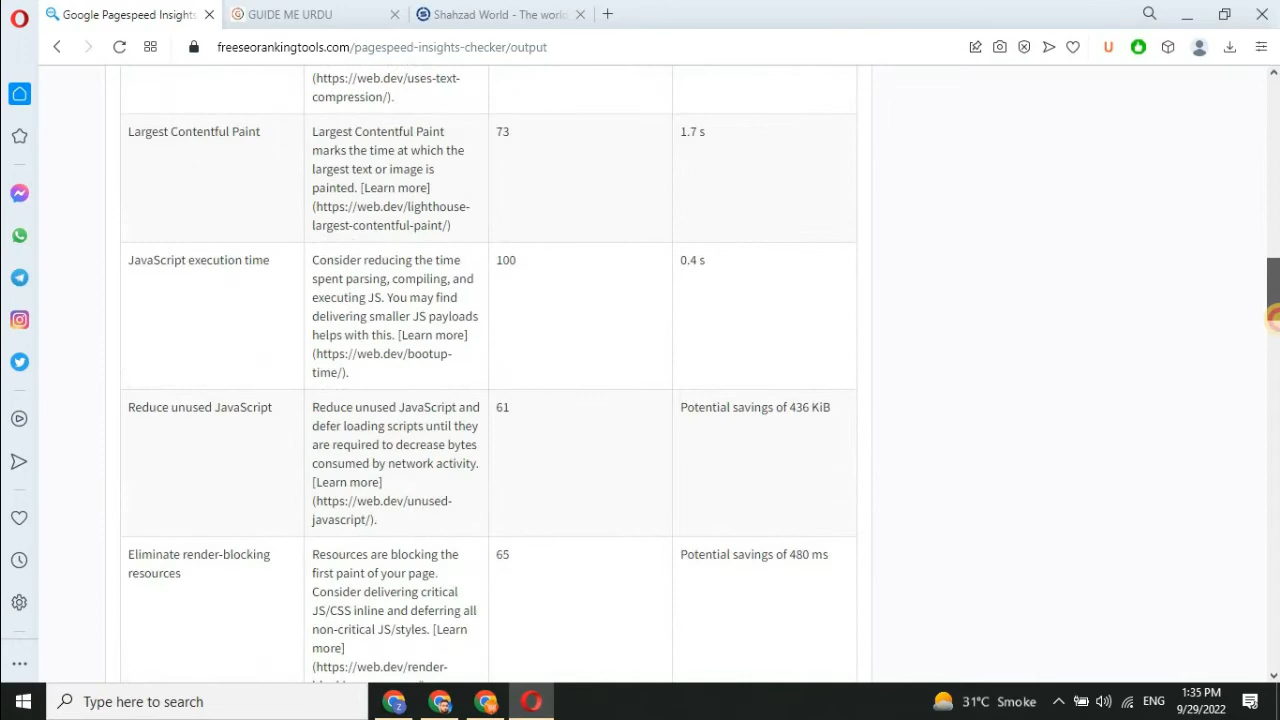 Google Pagespeed Insights
GUIDE ME URDU
Shahzad World - The world
freeseorankingtools.com/pagespeed-insights-checker/output
(https://web.dev/uses-text-
compression/).
Largest Contentful Paint
Largest Contentful Paint
marks the time at which the
largest text or image is
painted. [Learn more]
(https://web.dev/lighthouse-
largest-contentful-paint/)
73
1.7 s
JavaScript execution time
Consider reducing the time
spent parsing, compiling, and
executing JS. You may find
delivering smaller JS payloads
helps with this. [Learn more]
(https://web.dev/bootup-
time/).
100
0.4 s
Reduce unused JavaScript
Reduce unused JavaScript and
defer loading scripts until they
are required to decrease bytes
consumed by network activity.
[Learn more]
(https://web.dev/unused-
javascript/).
61
Potential savings of 436 KiB
Eliminate render-blocking
resources
Resources are blocking the
first paint of your page.
Consider delivering critical
JS/CSS inline and deferring all
non-critical JS/styles. [Learn
more]
(https://web.dev/render-
65
Potential savings of 480 ms
Type here to search
31°C Smoke
ENG
1:35 PM
9/29/2022